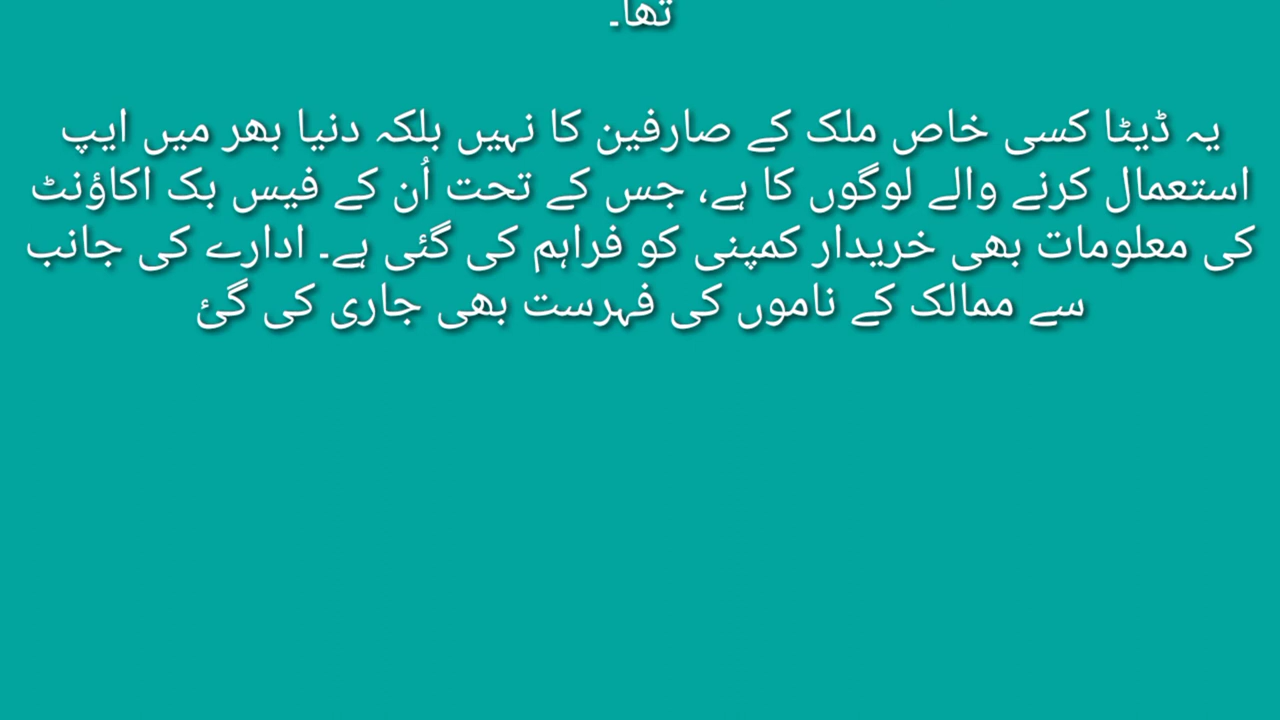 تھا۔
یہ ڈیٹا کسی خاص ملک کے صارفین کا نہیں بلکہ دنیا بھر میں ایپ
استعمال کرنے والے لوگوں کا ہے، جس کے تحت اُن کے فیس بک اکاؤنٹ
کی معلومات بھی خریدار کمپنی کو فراہم کی گئی ہے۔ ادارے کی جانب
سے ممالک کے ناموں کی فہرست بھی جاری کی گئ